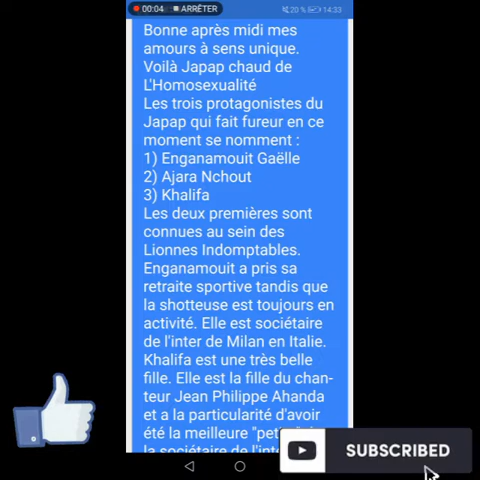 00:04 ARRÊTER
20 % 14:33
Bonne après midi mes
amours à sens unique.
Voilà Japap chaud de
L'Homosexualité
Les trois protagonistes du
Japap qui fait fureur en ce
moment se nomment :
1) Enganamouit Gaëlle
2) Ajara Nchout
3) Khalifa
Les deux premières sont
connues au sein des
Lionnes Indomptables.
Enganamouit a pris sa
retraite sportive tandis que
la shotteuse est toujours en
activité. Elle est sociétaire
de l'inter de Milan en Italie.
Khalifa est une très belle
fille. Elle est la fille du chan-
teur Jean Philippe Ahanda
et a la particularité d'avoir
été la meilleure
la sociétaire de
SUBSCRIBED